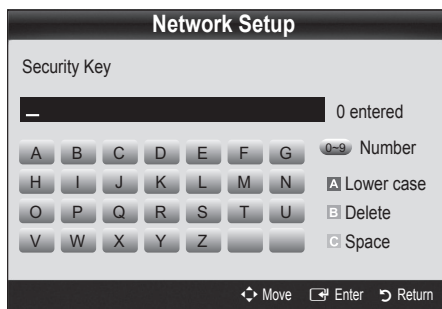 Network Setup
Security Key
0 entered
A B C D E F G
0~9 Number
H I J K L M N
A Lower case
O P Q R S T U
B Delete
V W X Y Z
C Space
Move Enter Return